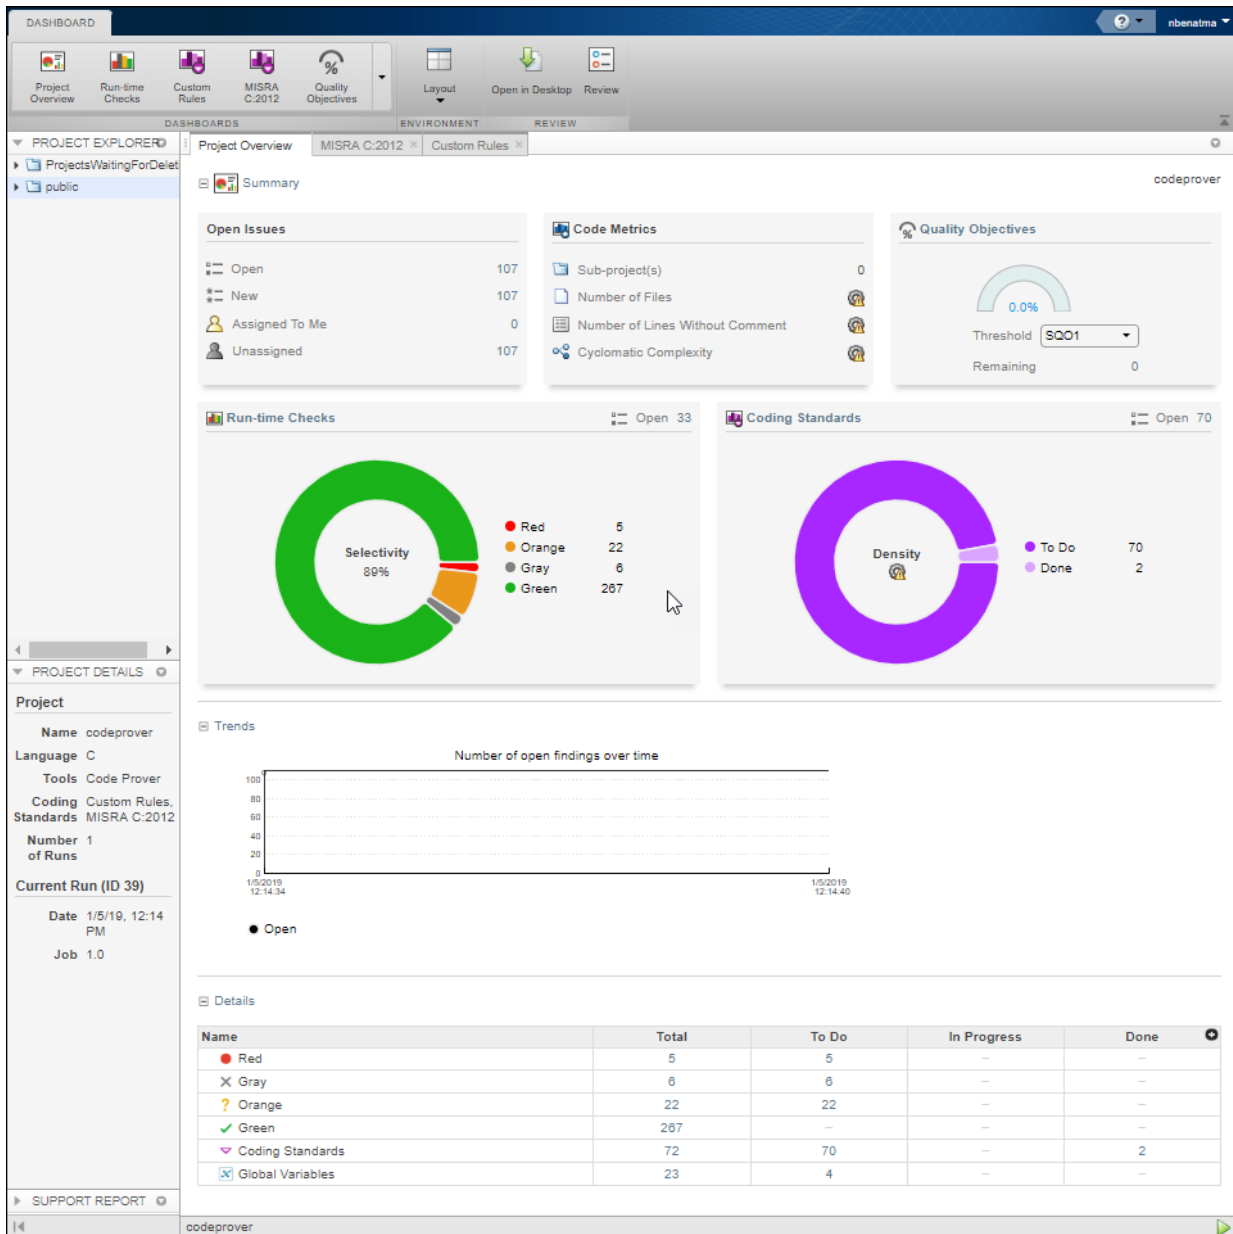 DASHBOARD
?
nbenatma
Project Overview
Run-time Checks
Custom Rules
MISRA C:2012
Quality Objectives
Layout
Open in Desktop
Review
DASHBOARDS
ENVIRONMENT
REVIEW
PROJECT EXPLORER
ProjectsWaitingForDelet
public
Project Overview
MISRA C:2012
Custom Rules
Summary
codeprover
Open Issues
Open 107
New 107
Assigned To Me 0
Unassigned 107
Code Metrics
Sub-project(s) 0
Number of Files
Number of Lines Without Comment
Cyclomatic Complexity
Quality Objectives
0.0%
Threshold SQO1
Remaining 0
Run-time Checks
Open 33
Selectivity
89%
Red 5
Orange 22
Gray 6
Green 267
Coding Standards
Open 70
Density
To Do 70
Done 2
PROJECT DETAILS
Project
Name codeprover
Language C
Tools Code Prover
Coding Custom Rules,
Standards MISRA C:2012
Number 1
of Runs
Current Run (ID 39)
Date 1/5/19, 12:14
PM
Job 1.0
Trends
Number of open findings over time
100
80
60
40
20
0
1/5/2019
12:14:34
1/5/2019
12:14:40
Open
Details
Name Total To Do In Progress Done
Red 5 5 – –
Gray 6 6 – –
Orange 22 22 – –
Green 267 – – –
Coding Standards 72 70 – 2
Global Variables 23 4 – –
SUPPORT REPORT
codeprover